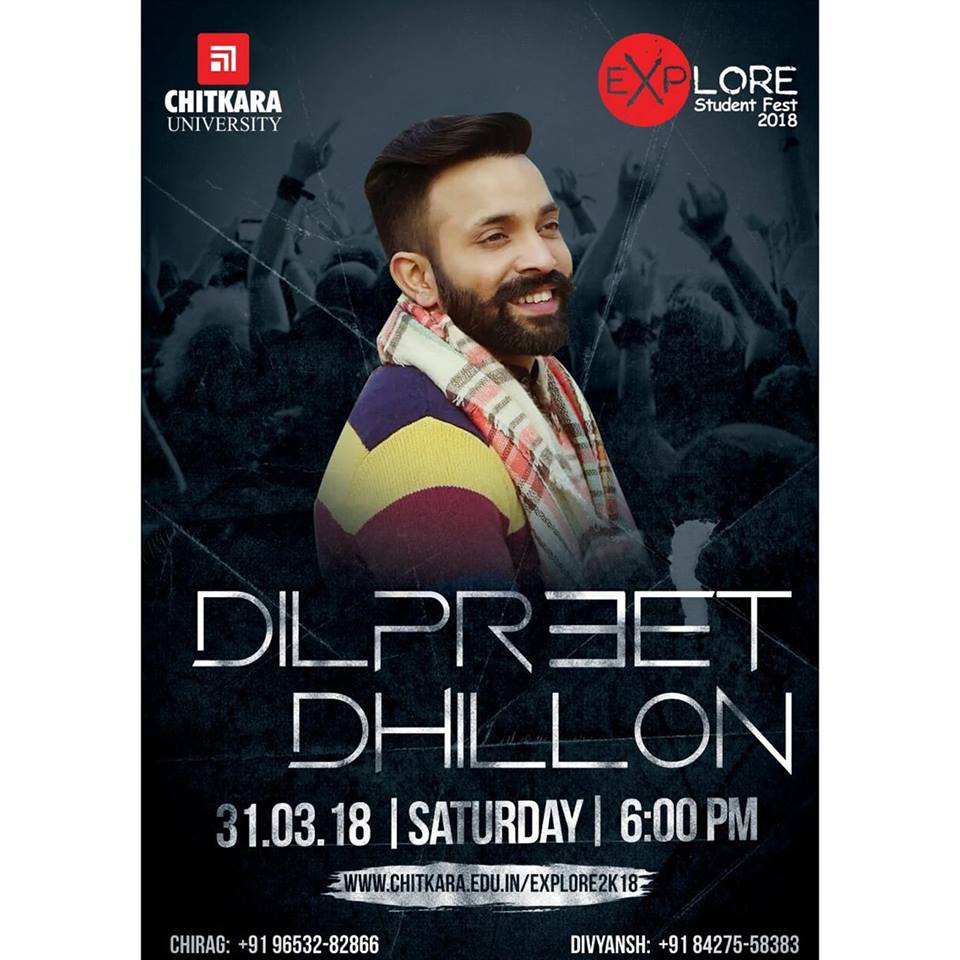 CHITKARA
UNIVERSITY
EXPLORE
Student Fest
2018
DILPREET
DHILLON
31.03.18 | SATURDAY | 6:00 PM
WWW.CHITKARA.EDU.IN/EXPLORE2K18
CHIRAG: +91 96532-82866
DIVYANSH: +91 84275-58383